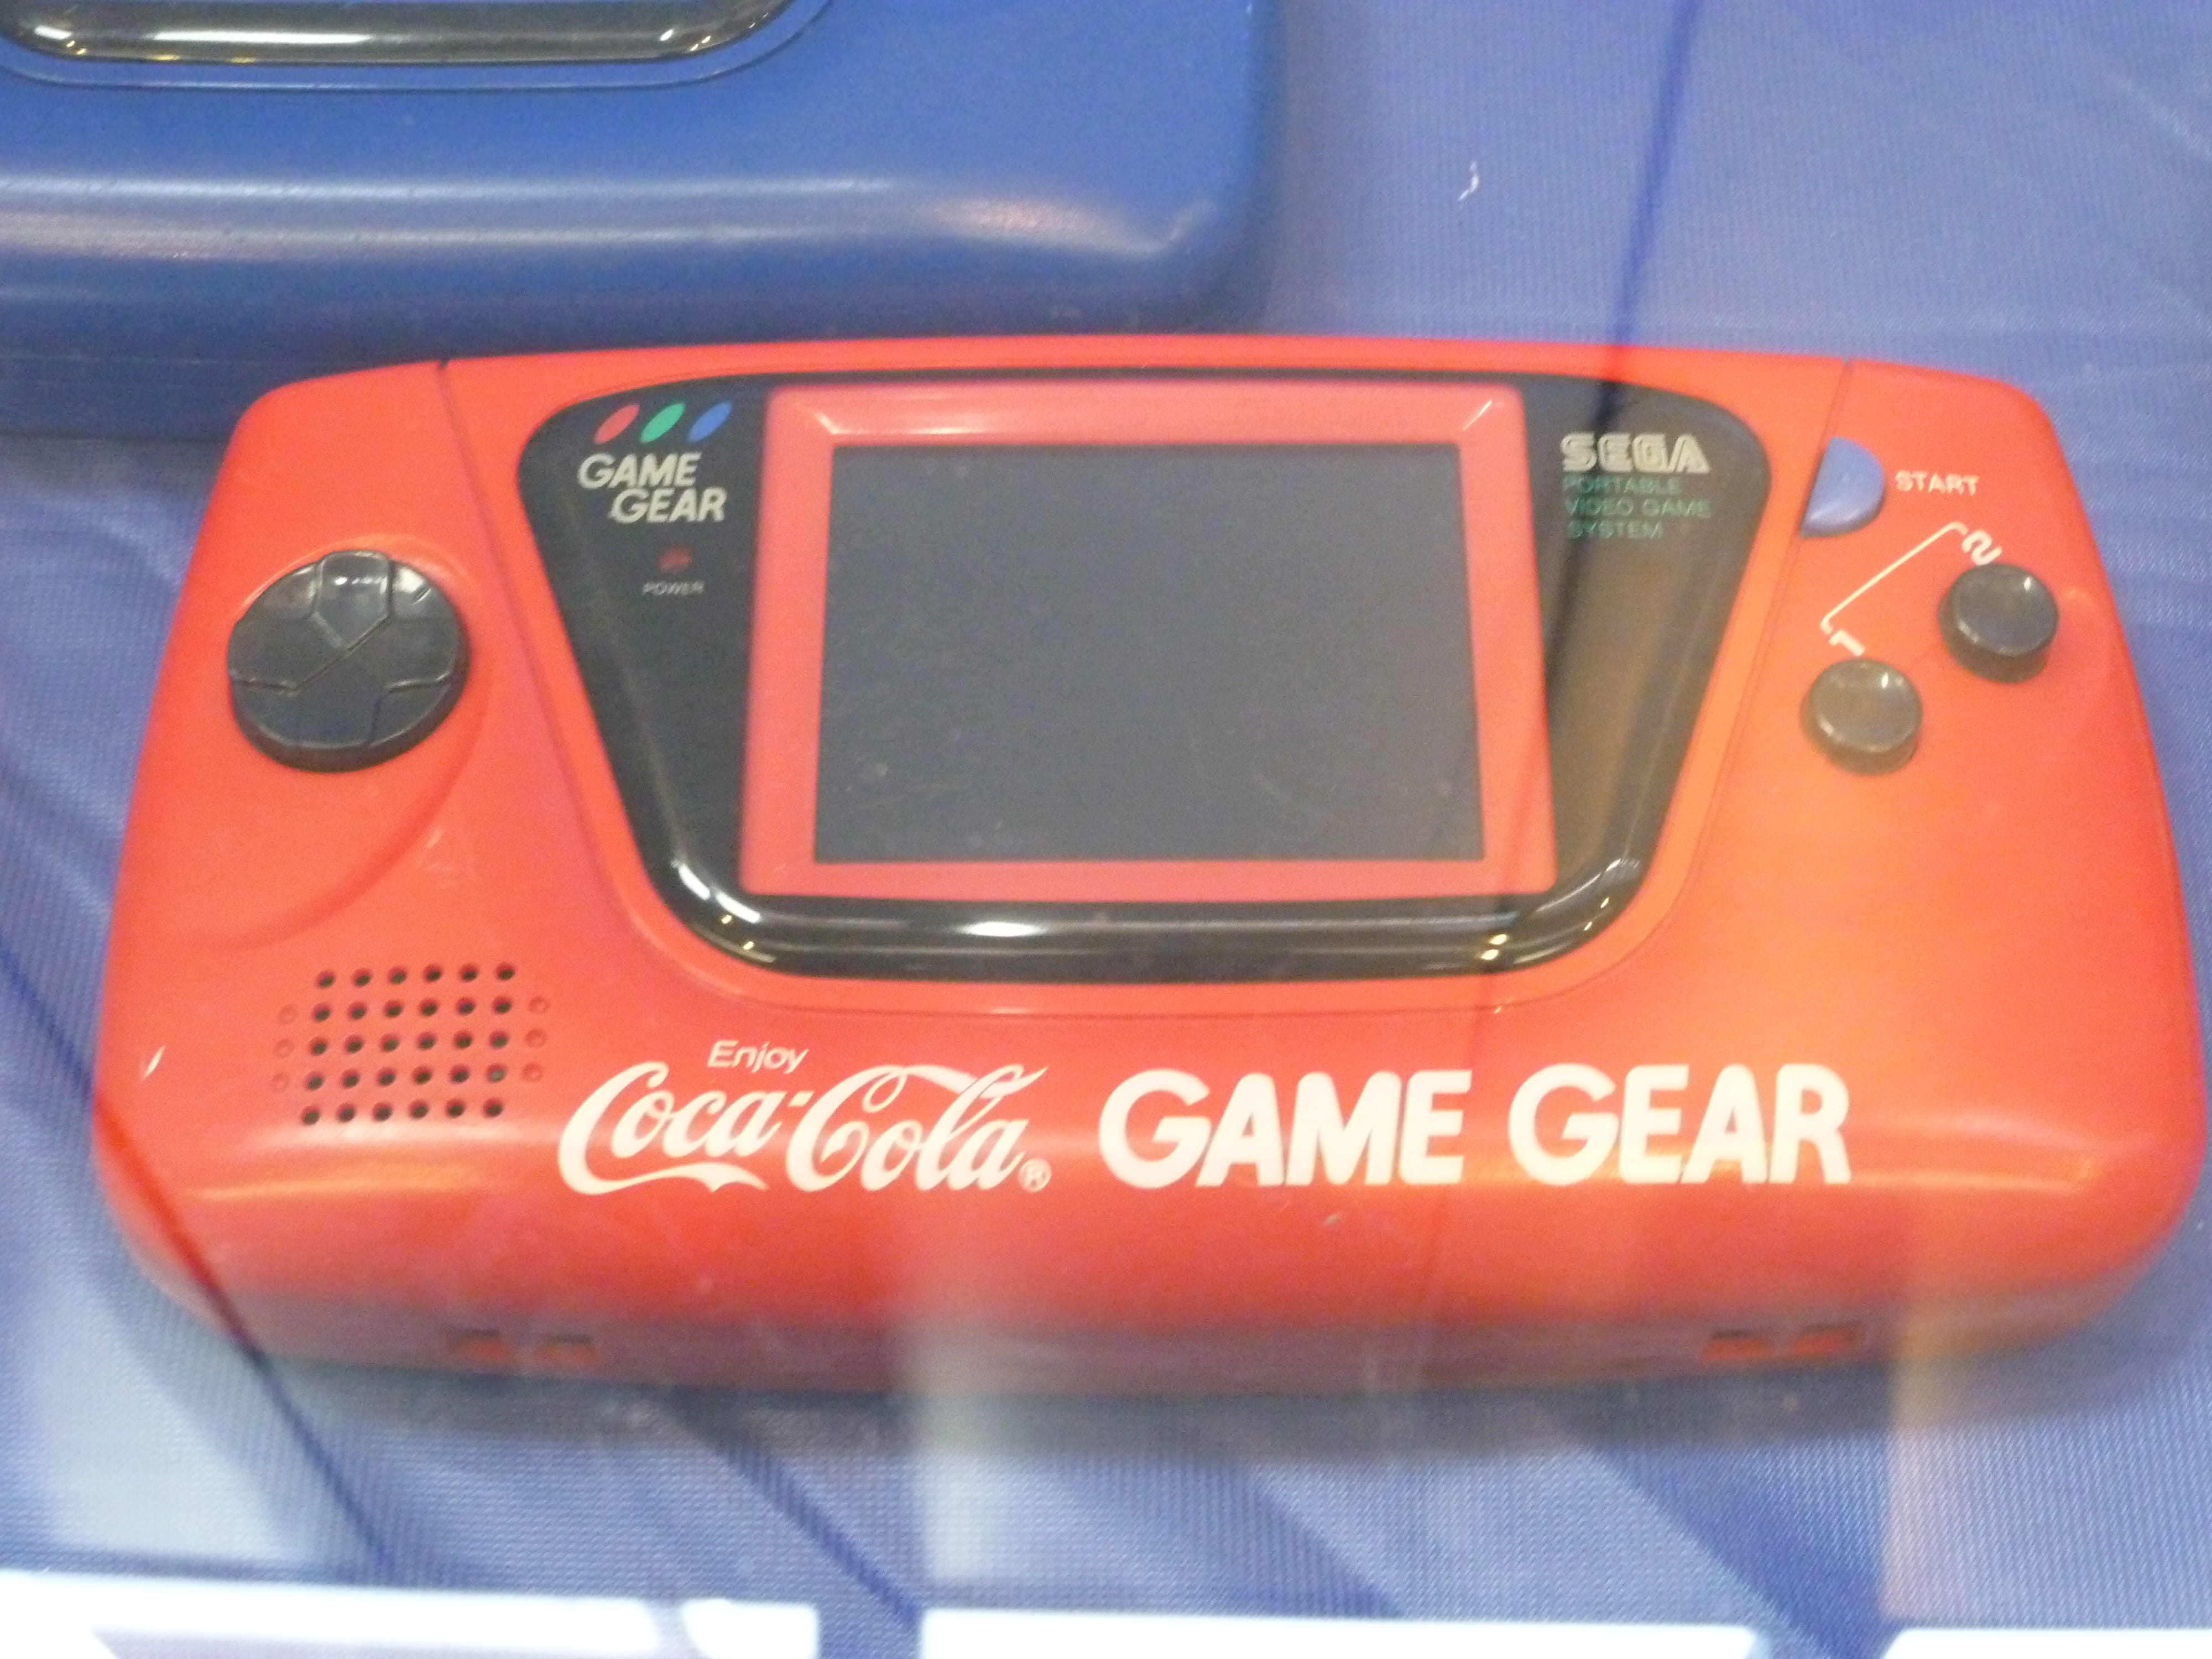 GAME
GEAR
POWER
SEGA
PORTABLE
VIDEO GAME
SYSTEM
START
2
1
Enjoy
Coca-Cola®
GAME GEAR